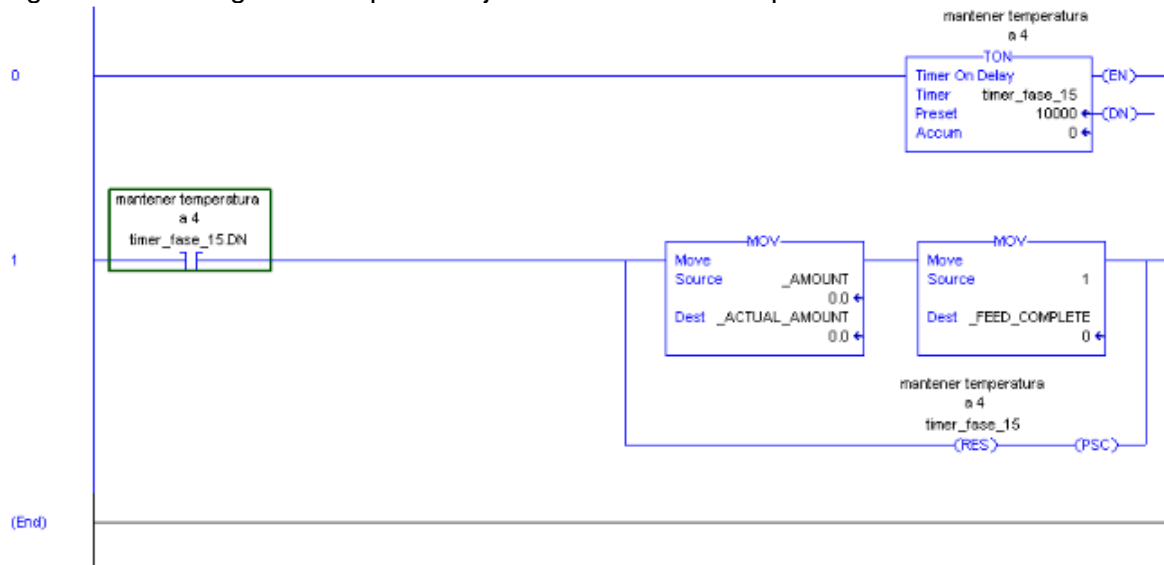 mantener temperatura
a 4
TON
0
Timer On Delay
(EN)
Timer timer_fase_15
Preset 10000
(DN)
Accum 0
mantener temperatura
a 4
timer_fase_15.DN
1
MOV
Move
Source _AMOUNT
0.0
Dest _ACTUAL_AMOUNT
0.0
MOV
Move
Source 1
Dest _FEED_COMPLETE
0
mantener temperatura
a 4
timer_fase_15
(RES)
(PSC)
(End)